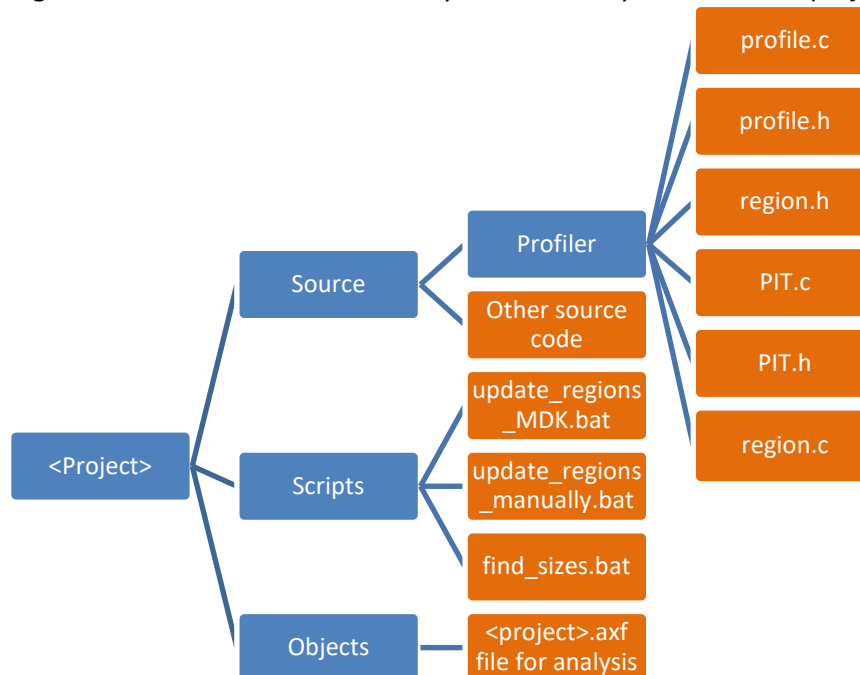 profile.c
profile.h
region.h
Profiler
Source
PIT.c
Other source
code
PIT.h
update_regions
_MDK.bat
region.c
<Project>
Scripts
update_regions
_manually.bat
find_sizes.bat
Objects
<project>.axf
file for analysis